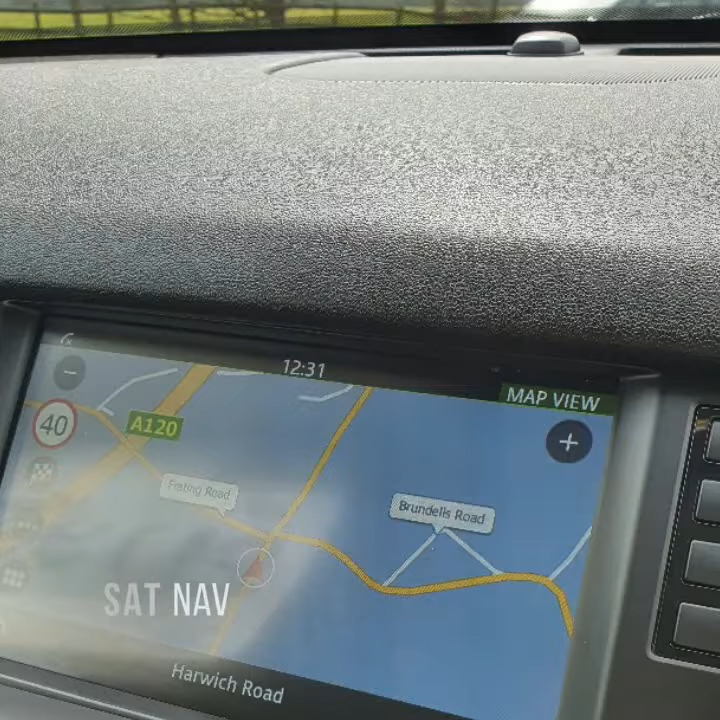 12:31
MAP VIEW
40
A120
Frating Road
Brundells Road
SAT NAV
Harwich Road